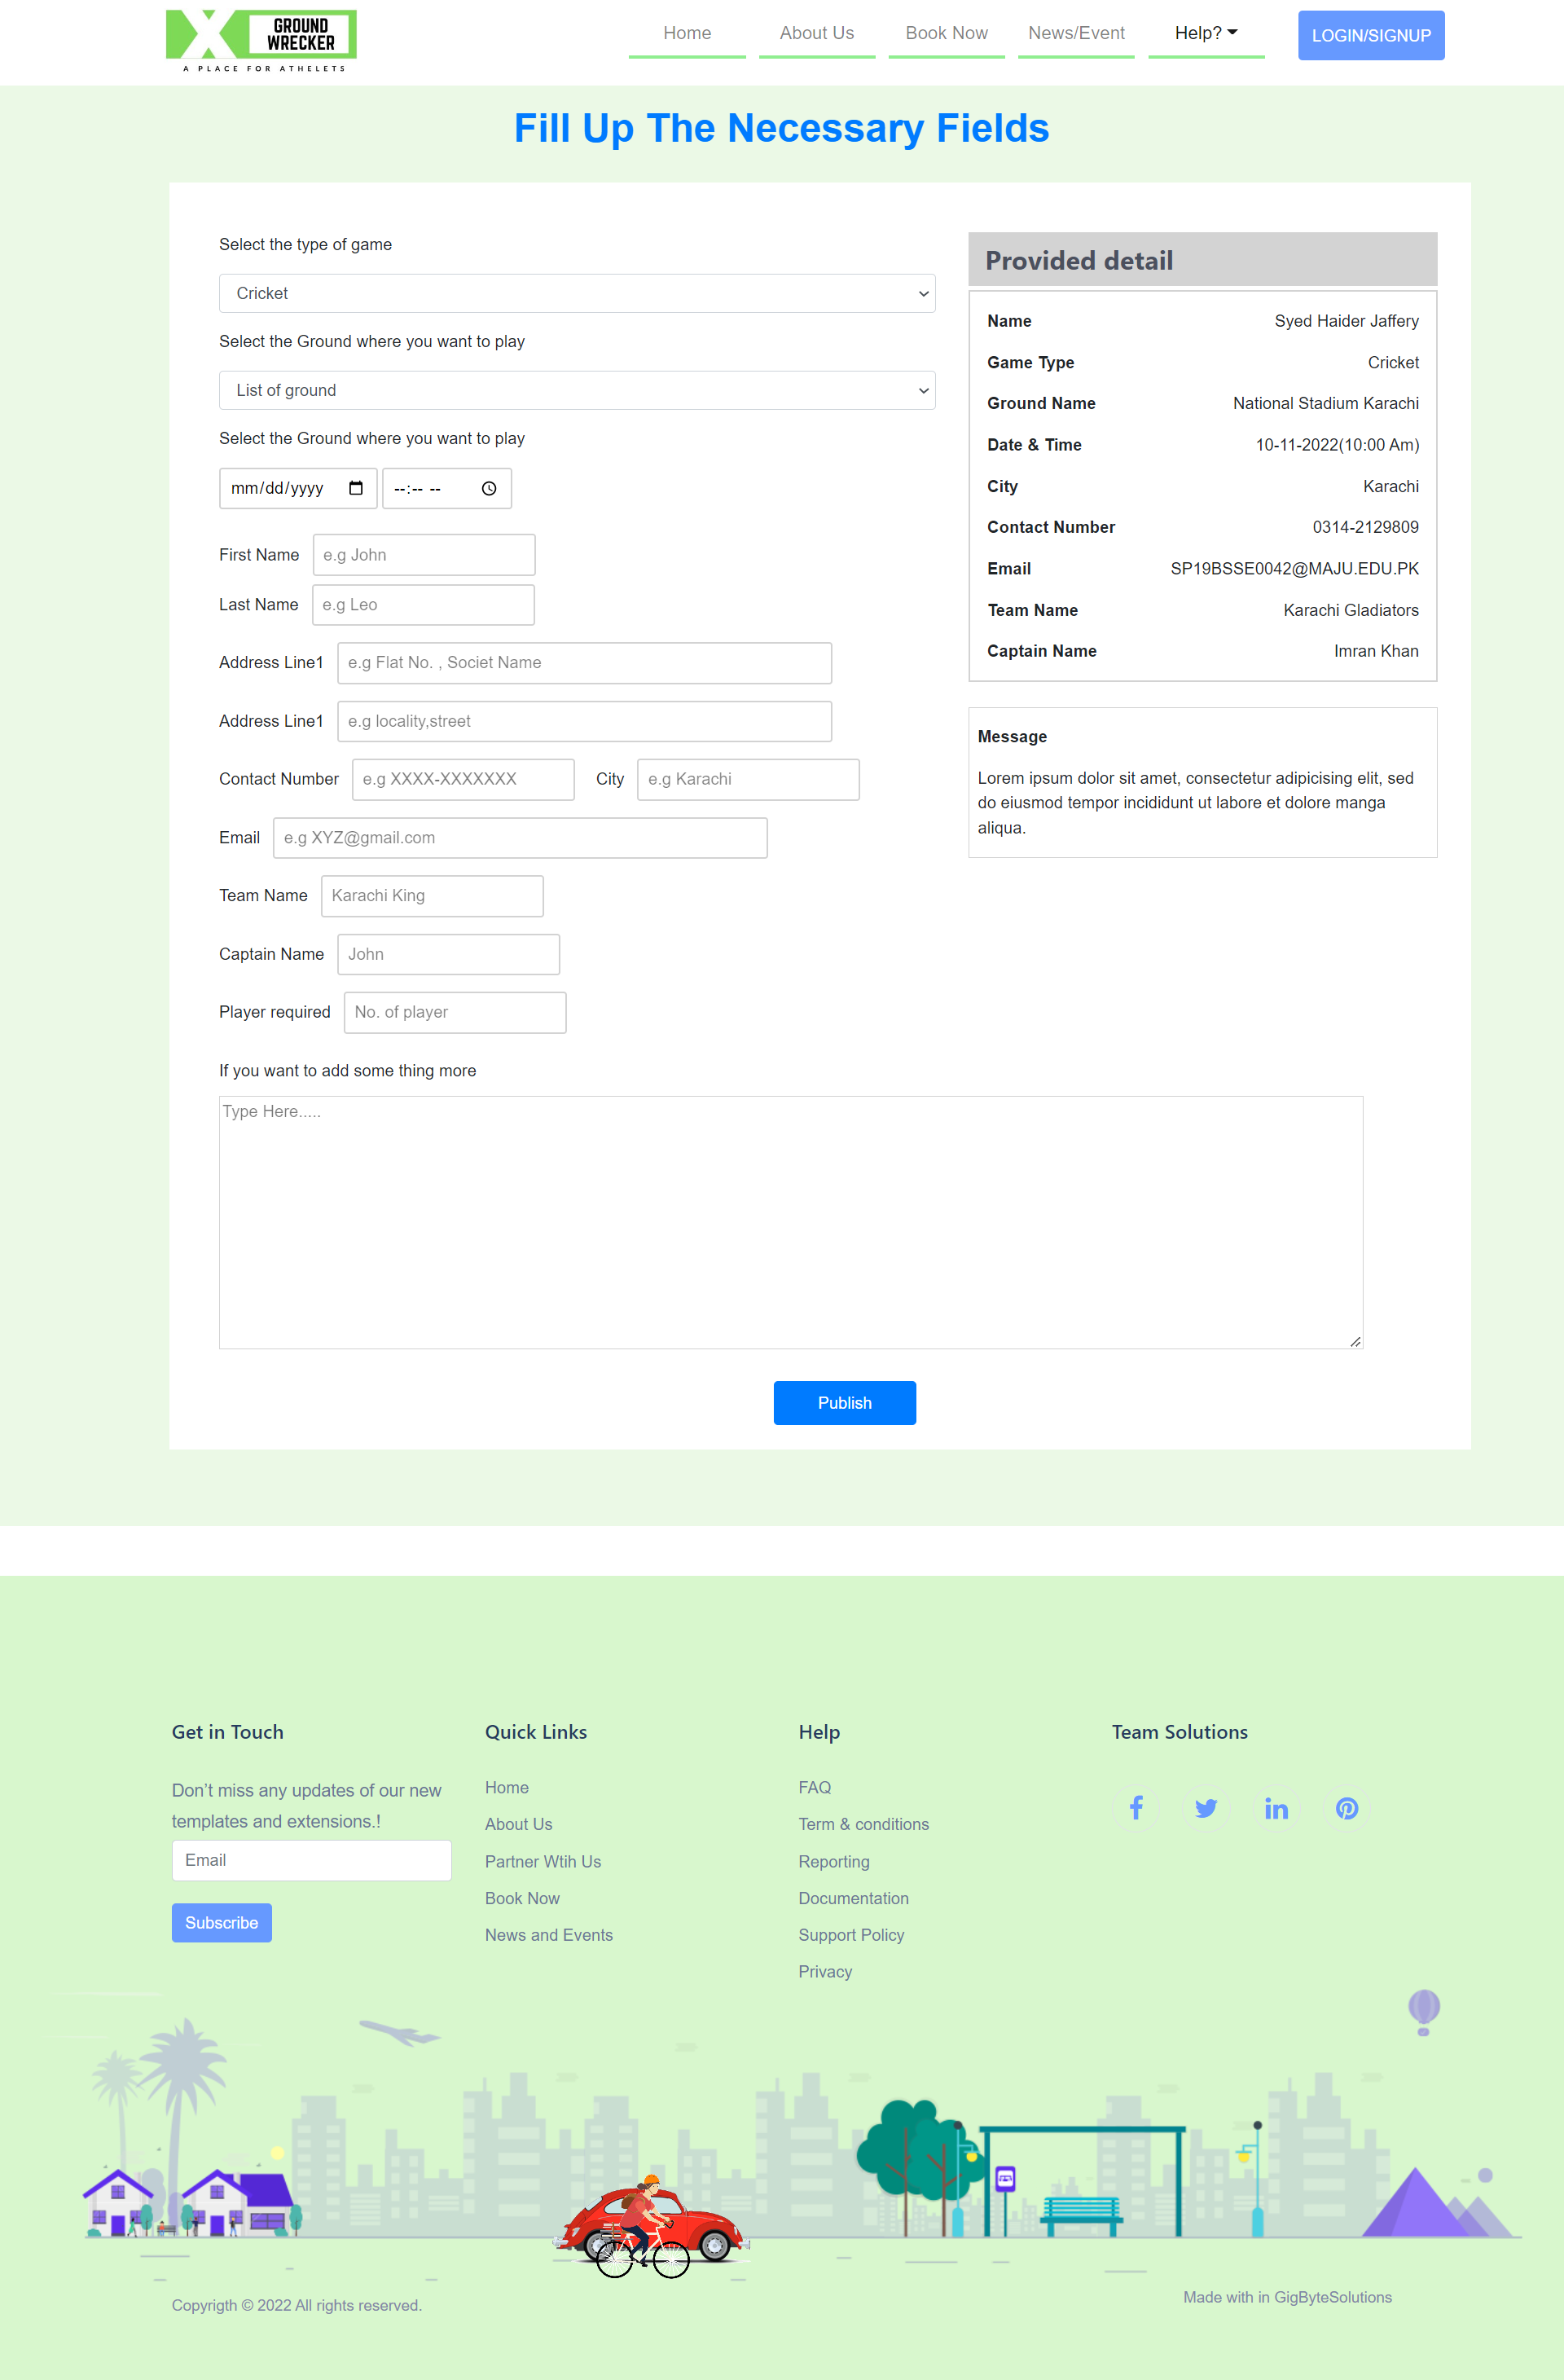 GROUND
WRECKER
A PLACE FOR ATHELETS
Home
About Us
Book Now
News/Event
Help?
LOGIN/SIGNUP
Fill Up The Necessary Fields
Select the type of game
Cricket
Select the Ground where you want to play
List of ground
Select the Ground where you want to play
mm/dd/yyyy
--:-- --
First Name
e.g John
Last Name
e.g Leo
Address Line1
e.g Flat No. , Societ Name
Address Line1
e.g locality,street
Contact Number
e.g XXXX-XXXXXXX
City
e.g Karachi
Email
e.g XYZ@gmail.com
Team Name
Karachi King
Captain Name
John
Player required
No. of player
Provided detail
Name Syed Haider Jaffery
Game Type Cricket
Ground Name National Stadium Karachi
Date & Time 10-11-2022(10:00 Am)
City Karachi
Contact Number 0314-2129809
Email SP19BSSE0042@MAJU.EDU.PK
Team Name Karachi Gladiators
Captain Name Imran Khan
Message
Lorem ipsum dolor sit amet, consectetur adipicising elit, sed
do eiusmod tempor incididunt ut labore et dolore manga
aliqua.
If you want to add some thing more
Type Here.....
Publish
Get in Touch
Don’t miss any updates of our new
templates and extensions.!
Email
Subscribe
Quick Links
Home
About Us
Partner Wtih Us
Book Now
News and Events
Help
FAQ
Term & conditions
Reporting
Documentation
Support Policy
Privacy
Team Solutions
Copyrigth © 2022 All rights reserved.
Made with in GigByteSolutions